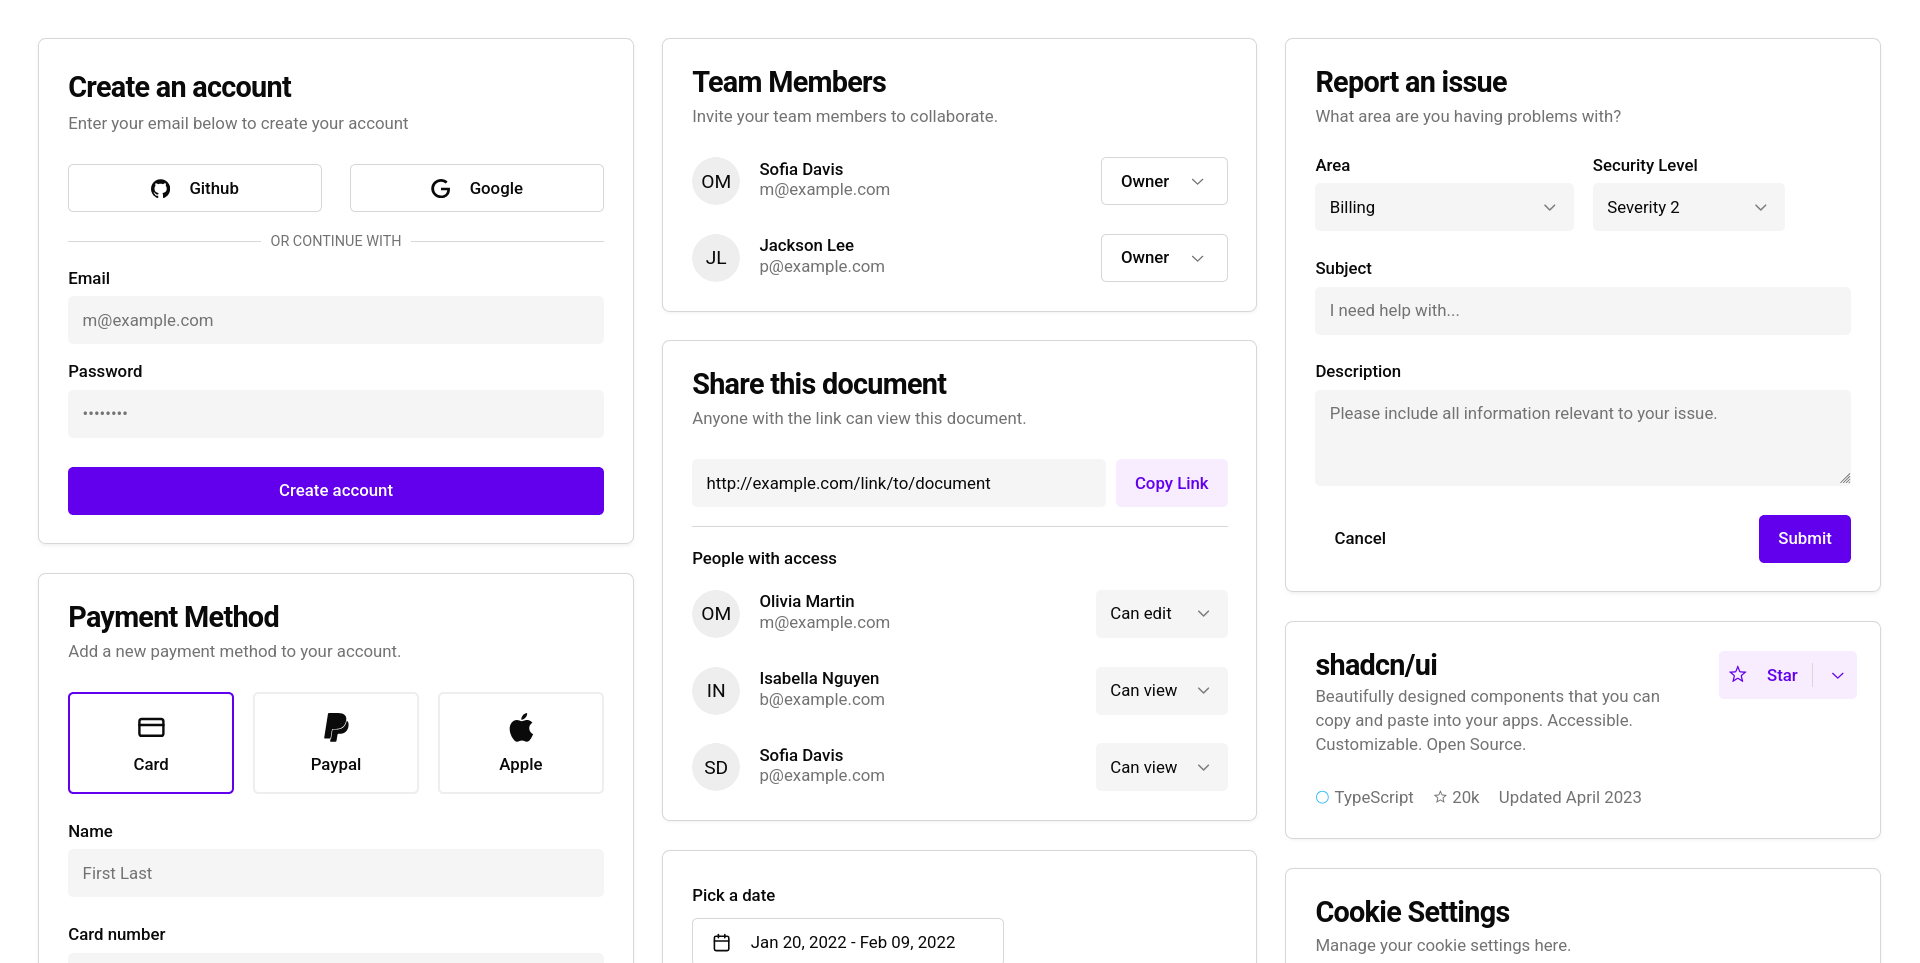 Create an account
Enter your email below to create your account
Github
Google
OR CONTINUE WITH
Email
m@example.com
Password
••••••••
Create account
Payment Method
Add a new payment method to your account.
Card
Paypal
Apple
Name
First Last
Card number
Team Members
Invite your team members to collaborate.
OM
Sofia Davis
m@example.com
Owner
JL
Jackson Lee
p@example.com
Owner
Share this document
Anyone with the link can view this document.
http://example.com/link/to/document
Copy Link
People with access
OM
Olivia Martin
m@example.com
Can edit
IN
Isabella Nguyen
b@example.com
Can view
SD
Sofia Davis
p@example.com
Can view
Pick a date
Jan 20, 2022 - Feb 09, 2022
Report an issue
What area are you having problems with?
Area
Security Level
Billing
Severity 2
Subject
I need help with...
Description
Please include all information relevant to your issue.
Cancel
Submit
shadcn/ui
Star
Beautifully designed components that you can
copy and paste into your apps. Accessible.
Customizable. Open Source.
TypeScript
20k
Updated April 2023
Cookie Settings
Manage your cookie settings here.